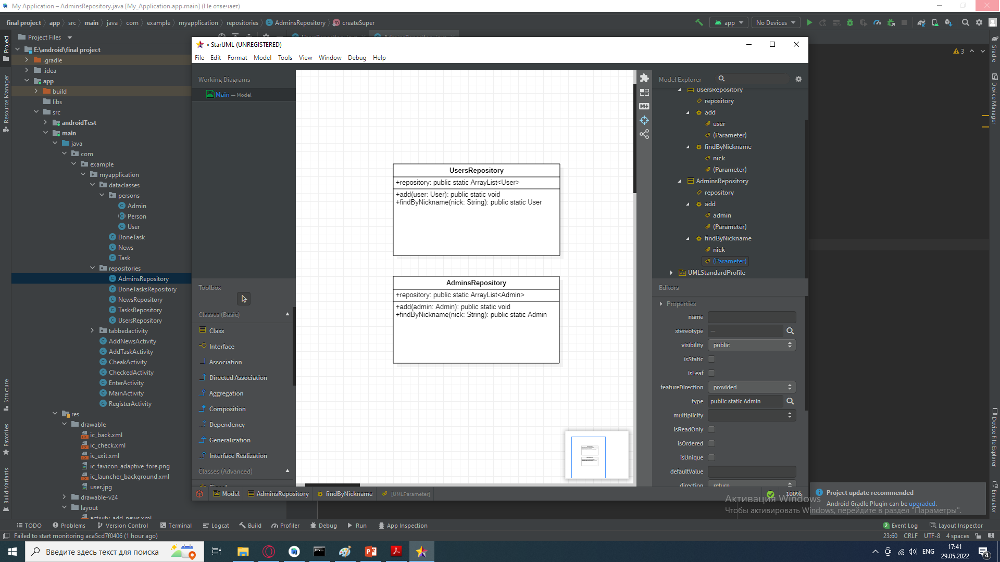 My Application – AdminsRepository.java [My_Application.app.main] (Не отвечает)
final project
app
src
main
java
com
example
myapplication
repositories
AdminsRepository
createSuper
app
No Devices
Project
Resource Manager
Structure
Favorites
Build Variants
Project Files
E:\android\final project
.gradle
.idea
app
build
libs
src
androidTest
main
java
com
example
myapplication
dataclasses
persons
Admin
Person
User
DoneTask
News
Task
repositories
AdminsRepository
DoneTasksRepository
NewsRepository
TasksRepository
UsersRepository
tabbedactivity
AddNewsActivity
AddTaskActivity
CheakActivity
CheckedActivity
EnterActivity
MainActivity
RegisterActivity
res
drawable
ic_back.xml
ic_check.xml
ic_exit.xml
ic_favicon_adaptive_fore.png
ic_launcher_background.xml
user.jpg
drawable-v24
layout
activity_add_news.xml
• StarUML (UNREGISTERED)
File Edit Format Model Tools View Window Debug Help
Working Diagrams
Main — Model
Toolbox
Classes (Basic)
Class
Interface
Association
Directed Association
Aggregation
Composition
Dependency
Generalization
Interface Realization
Classes (Advanced)
Signal
UsersRepository
+repository: public static ArrayList<User>
+add(user: User): public static void
+findByNickname(nick: String): public static User
AdminsRepository
+repository: public static ArrayList<Admin>
+add(admin: Admin): public static void
+findByNickname(nick: String): public static Admin
Model Explorer
UsersRepository
repository
add
user
(Parameter)
findByNickname
nick
(Parameter)
AdminsRepository
repository
add
admin
(Parameter)
findByNickname
nick
(Parameter)
UMLStandardProfile
Editors
Properties
name
stereotype —
visibility public
isStatic
isLeaf
featureDirection provided
type public static Admin
multiplicity
isReadOnly
isOrdered
isUnique
defaultValue
direction return
Model
AdminsRepository
findByNickname
[UMLParameter]
100%
3
Gradle
Device Manager
Device File Explorer
Emulator
Project update recommended
Android Gradle Plugin can be upgraded.
Активация Windows
Чтобы активировать Windows, перейдите в раздел "Параметры".
TODO
Problems
Version Control
Terminal
Logcat
Build
Profiler
Debug
Run
App Inspection
2 Event Log
Layout Inspector
Failed to start monitoring aca5cd7f0406 (1 hour ago)
23:60 CRLF UTF-8 4 spaces
Введите здесь текст для поиска
ENG
17:41
29.05.2022
4